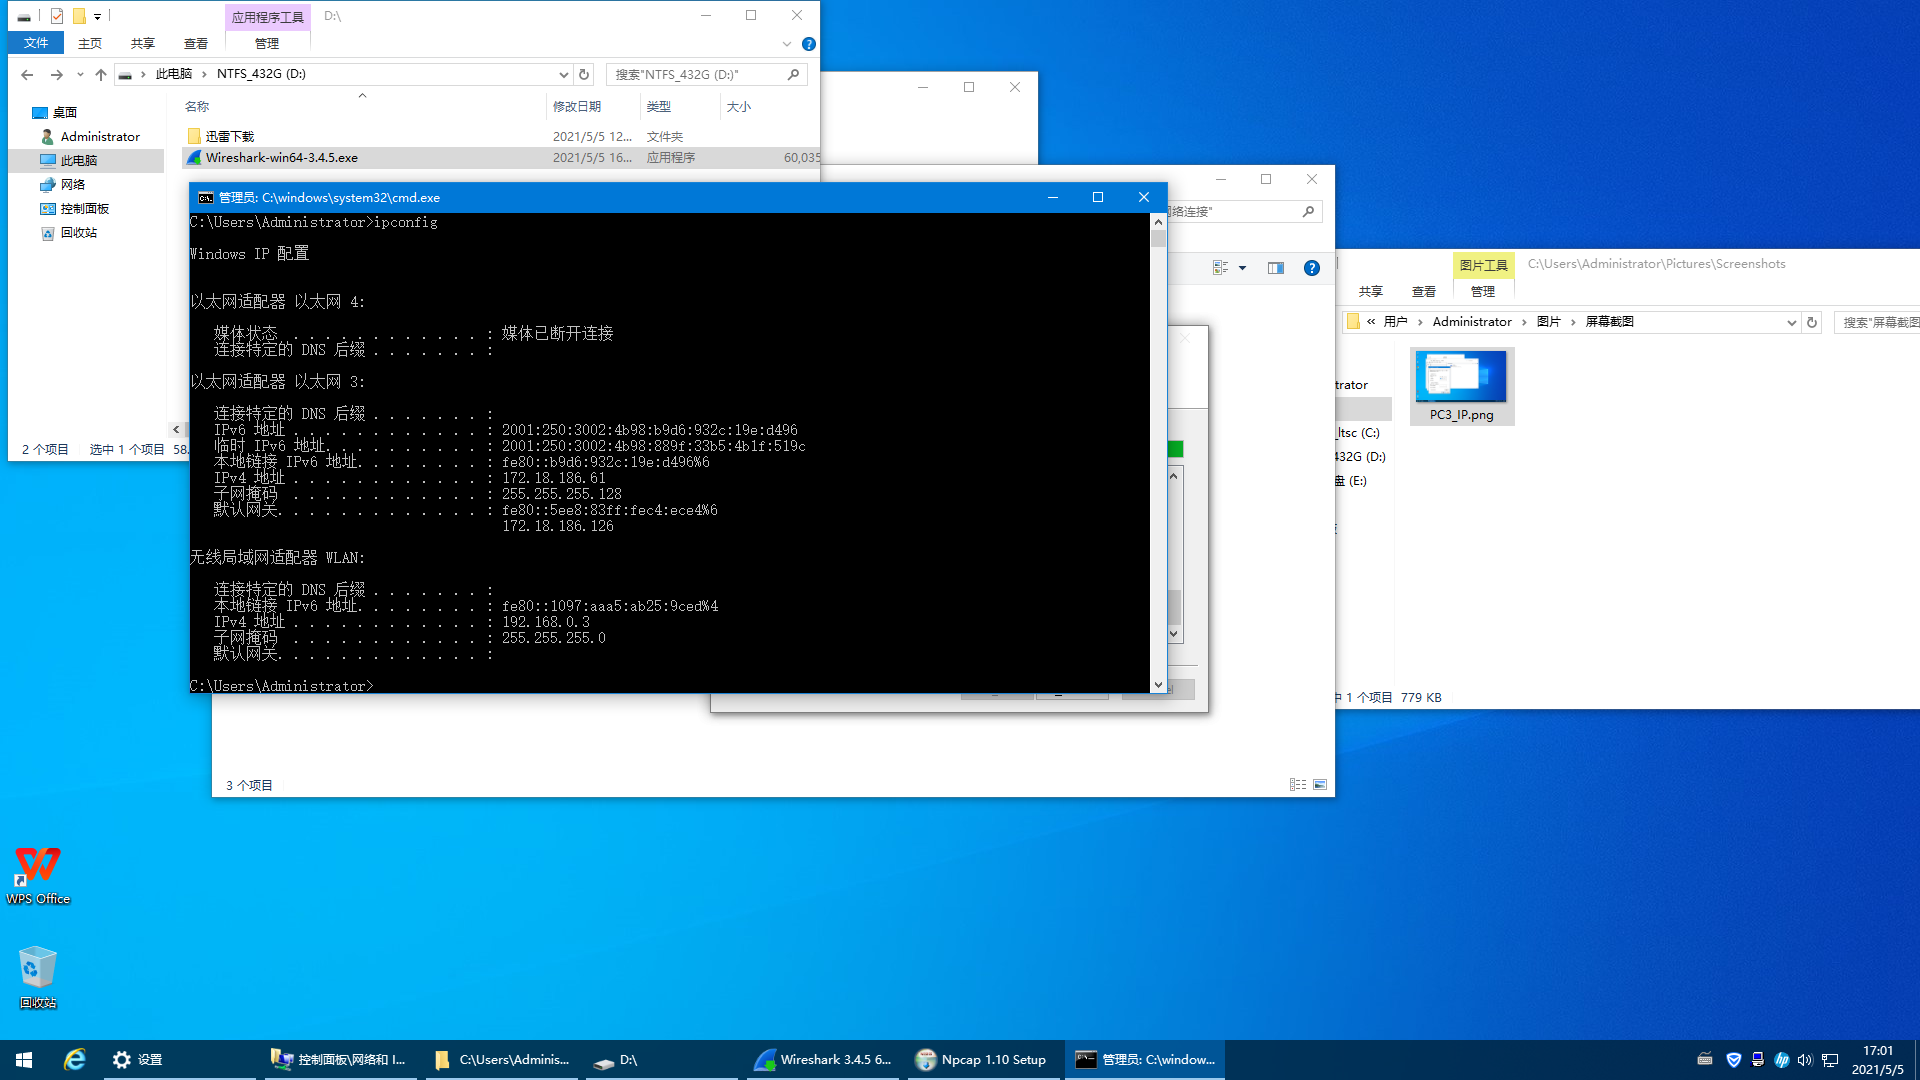 应用程序工具 D:\
文件 主页 共享 查看 管理
此电脑 NTFS_432G (D:) 搜索"NTFS_432G (D:)"
名称 修改日期 类型 大小
迅雷下载 2021/5/5 12... 文件夹
Wireshark-win64-3.4.5.exe 2021/5/5 16... 应用程序 60,035
桌面
Administrator
此电脑
网络
控制面板
回收站
2 个项目 选中 1 个项目 58.
管理员: C:\windows\system32\cmd.exe
C:\Users\Administrator>ipconfig
Windows IP 配置
以太网适配器 以太网 4:
媒体状态 . . . . . . . . . . . . : 媒体已断开连接
连接特定的 DNS 后缀 . . . . . . . :
以太网适配器 以太网 3:
连接特定的 DNS 后缀 . . . . . . . :
IPv6 地址 . . . . . . . . . . . . : 2001:250:3002:4b98:b9d6:932c:19e:d496
临时 IPv6 地址. . . . . . . . . . : 2001:250:3002:4b98:889f:33b5:4b1f:519c
本地链接 IPv6 地址. . . . . . . . : fe80::b9d6:932c:19e:d496%6
IPv4 地址 . . . . . . . . . . . . : 172.18.186.61
子网掩码 . . . . . . . . . . . . : 255.255.255.128
默认网关. . . . . . . . . . . . . : fe80::5ee8:83ff:fec4:ece4%6
172.18.186.126
无线局域网适配器 WLAN:
连接特定的 DNS 后缀 . . . . . . . :
本地链接 IPv6 地址. . . . . . . . : fe80::1097:aaa5:ab25:9ced%4
IPv4 地址 . . . . . . . . . . . . : 192.168.0.3
子网掩码 . . . . . . . . . . . . : 255.255.255.0
默认网关. . . . . . . . . . . . . :
C:\Users\Administrator>
络连接"
3 个项目
图片工具 C:\Users\Administrator\Pictures\Screenshots
共享 查看 管理
« 用户 Administrator 图片 屏幕截图 搜索"屏幕截图
PC3_IP.png
trator
ltsc (C:)
432G (D:)
盘 (E:)
中 1 个项目 779 KB
WPS Office
回收站
设置 控制面板\网络和 I... C:\Users\Adminis... D:\ Wireshark 3.4.5 6... Npcap 1.10 Setup 管理员: C:\window...
17:01
2021/5/5